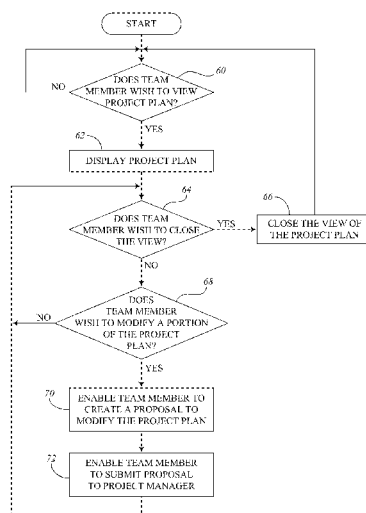 START
60
DOES TEAM
MEMBER WISH TO VIEW
PROJECT PLAN?
NO
YES
62
DISPLAY PROJECT PLAN
64
DOES TEAM
MEMBER WISH TO CLOSE
THE VIEW?
YES
66
CLOSE THE VIEW OF
THE PROJECT PLAN
NO
68
DOES
TEAM MEMBER
WISH TO MODIFY A PORTION
OF THE PROJECT
PLAN?
NO
YES
70
ENABLE TEAM MEMBER TO
CREATE A PROPOSAL TO
MODIFY THE PROJECT PLAN
72
ENABLE TEAM MEMBER
TO SUBMIT PROPOSAL
TO PROJECT MANAGER